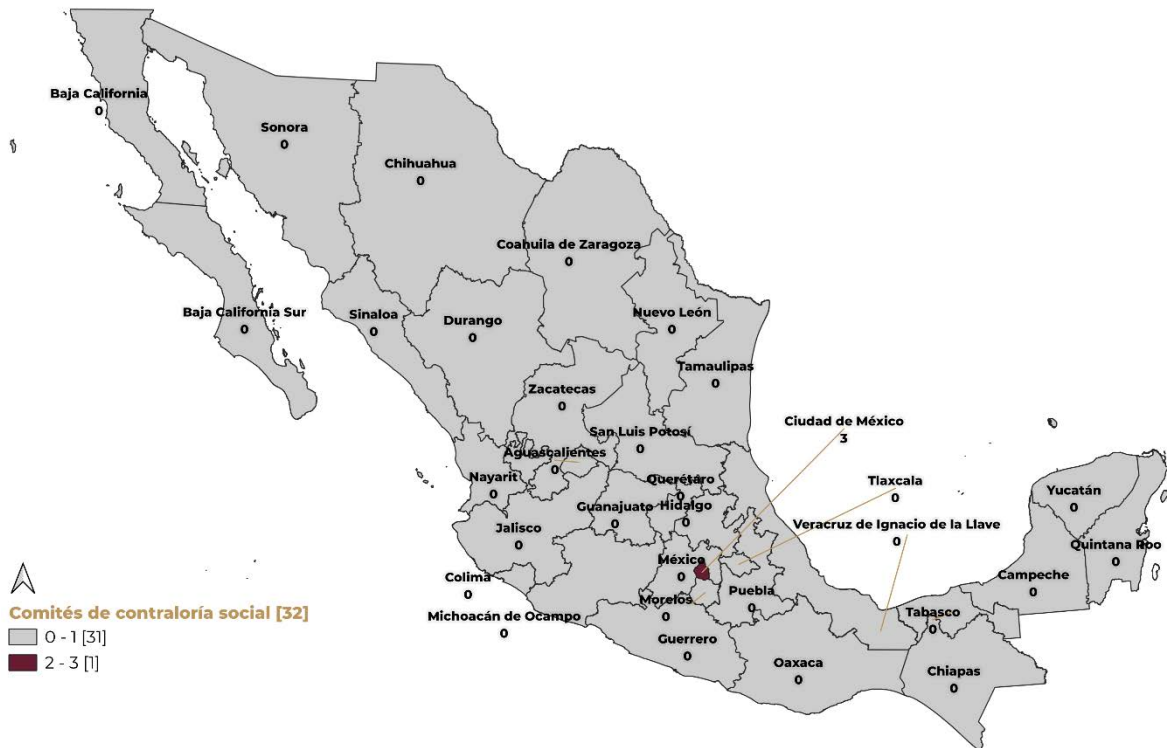 Baja California
0
Sonora
0
Chihuahua
0
Coahuila de Zaragoza
0
Baja California Sur
0
Sinaloa
0
Durango
0
Nuevo León
0
Tamaulipas
0
Zacatecas
0
San Luis Potosí
0
Aguascalientes
0
Nayarit
0
Ciudad de México
3
Querétaro
0
Hidalgo
0
Guanajuato
0
Tlaxcala
0
Yucatán
0
Jalisco
0
Veracruz de Ignacio de la Llave
0
Quintana Roo
0
México
0
Campeche
0
Colima
0
Puebla
0
Morelos
0
Michoacán de Ocampo
0
Tabasco
0
Guerrero
0
Oaxaca
0
Chiapas
0
Comités de contraloría social [32]
0 - 1 [31]
2 - 3 [1]